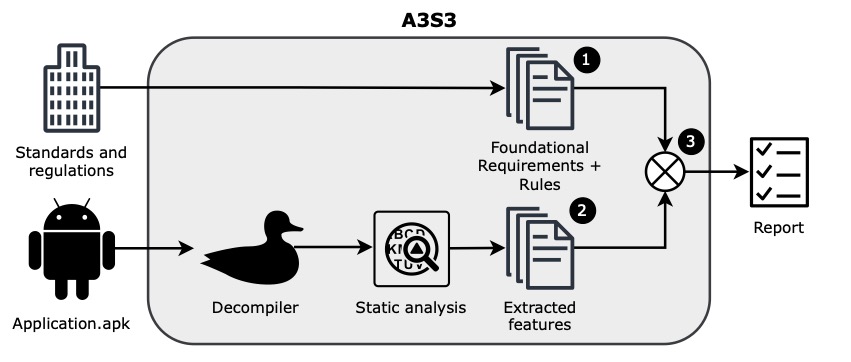 A3S3
1
Standards and
regulations
Foundational
Requirements +
Rules
3
2
Report
BCD
KN
TUV
Application.apk
Decompiler
Static analysis
Extracted
features